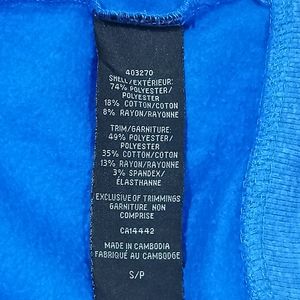 403270
SHELL/EXTÉRIEUR:
74% POLYESTER/
POLYESTER
18% COTTON/COTON
8% RAYON/RAYONNE
TRIM/GARNITURE:
49% POLYESTER/
POLYESTER
35% COTTON/COTON
13% RAYON/RAYONNE
3% SPANDEX/
ÉLASTHANNE
EXCLUSIVE OF TRIMMINGS
GARNITURE NON
COMPRISE
CA14442
MADE IN CAMBODIA
FABRIQUÉ AU CAMBODGE
S/P